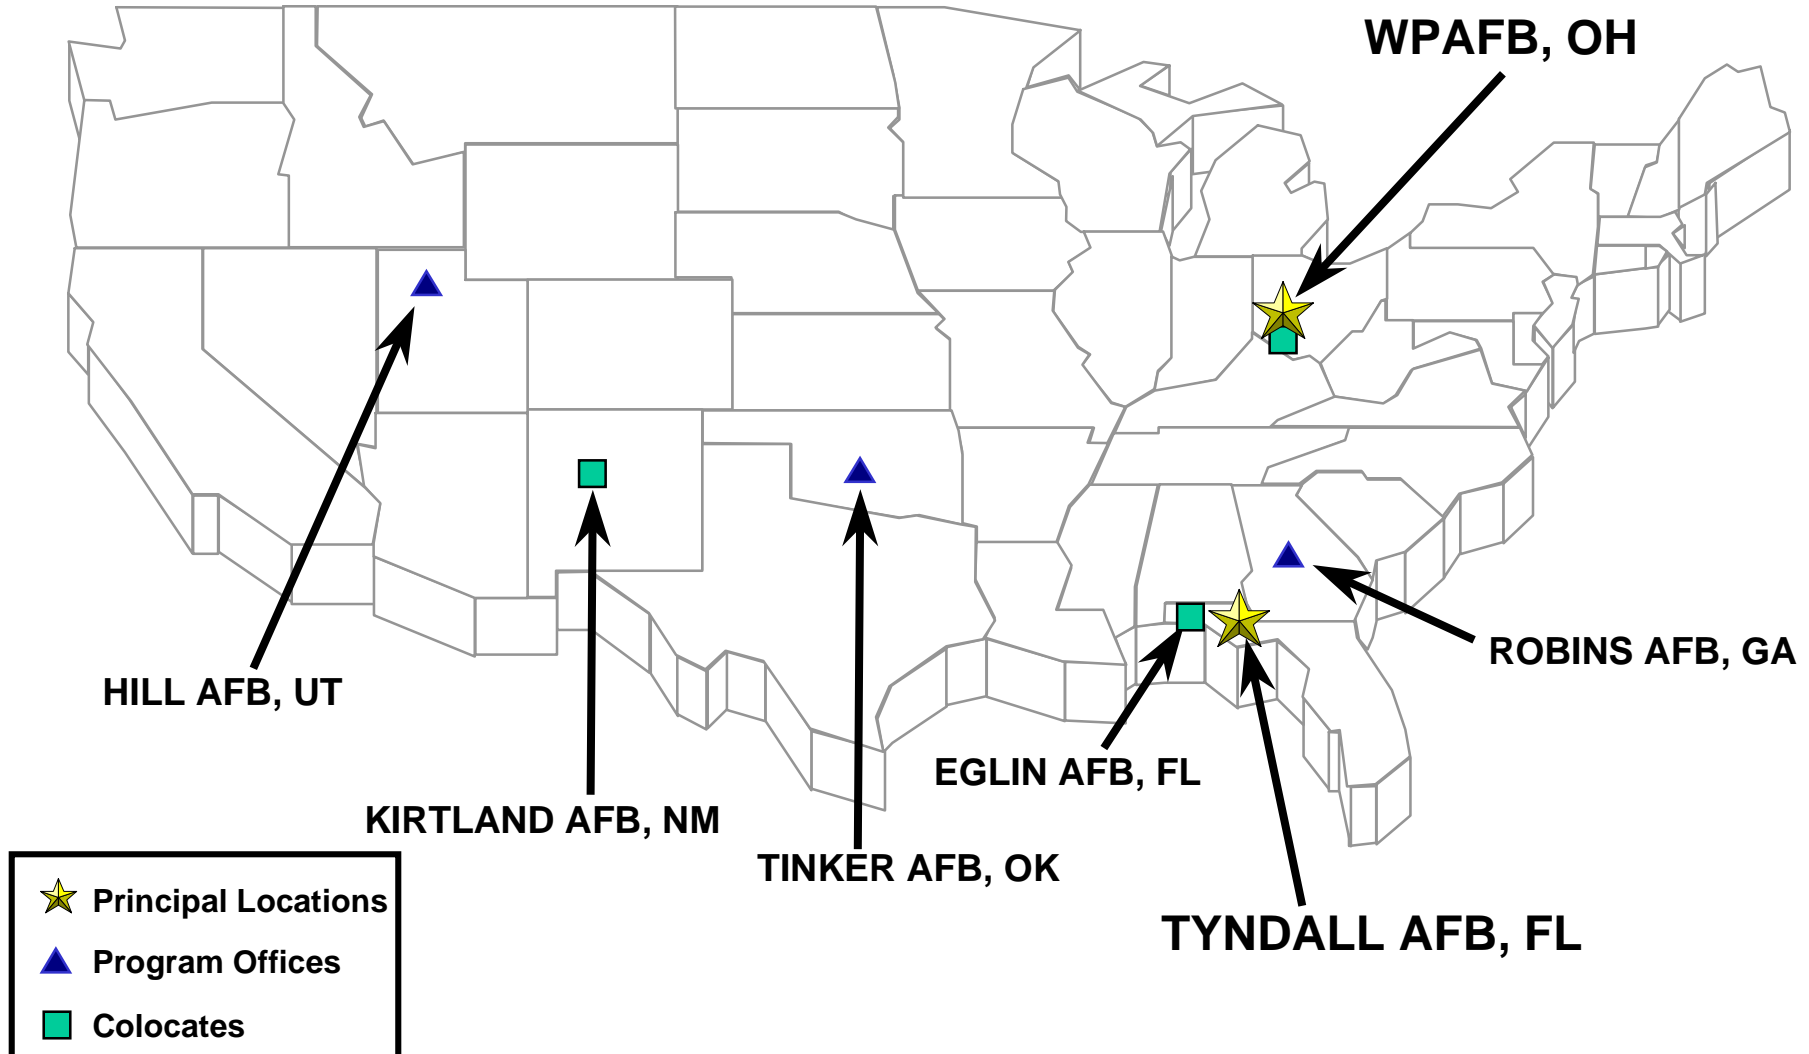 WPAFB, OH
ROBINS AFB, GA
HILL AFB, UT
EGLIN AFB, FL
KIRTLAND AFB, NM
TINKER AFB, OK
TYNDALL AFB, FL
Principal Locations
Program Offices
Colocates